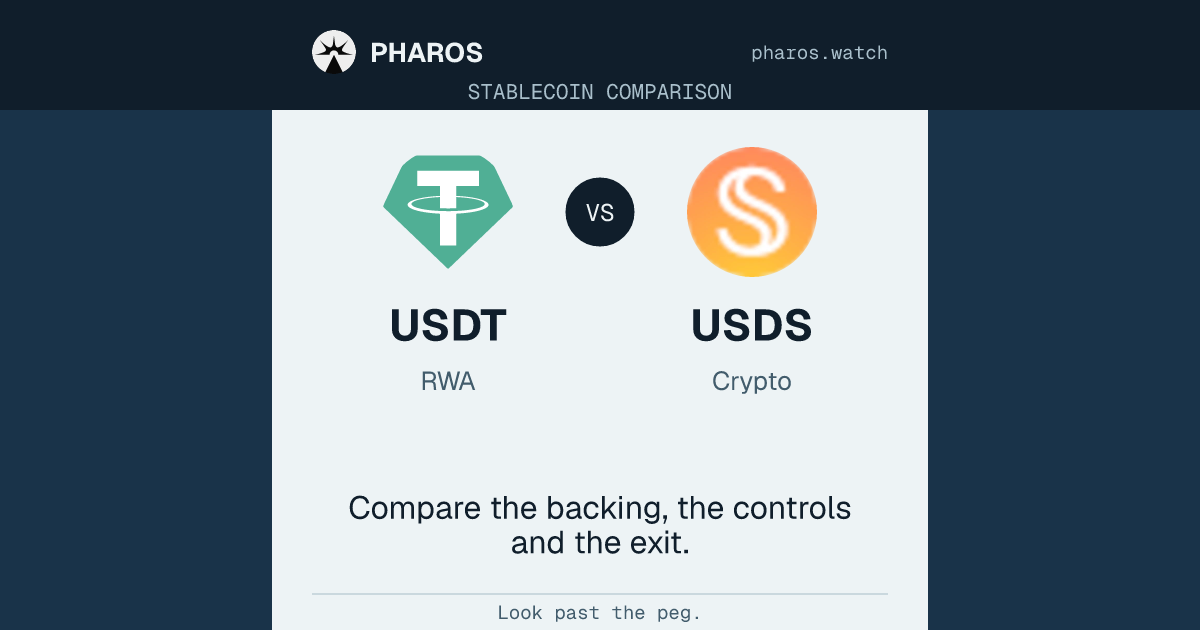 PHAROS
pharos.watch
STABLECOIN COMPARISON
VS
USDT
USDS
RWA
Crypto
Compare the backing, the controls
and the exit.
Look past the peg.